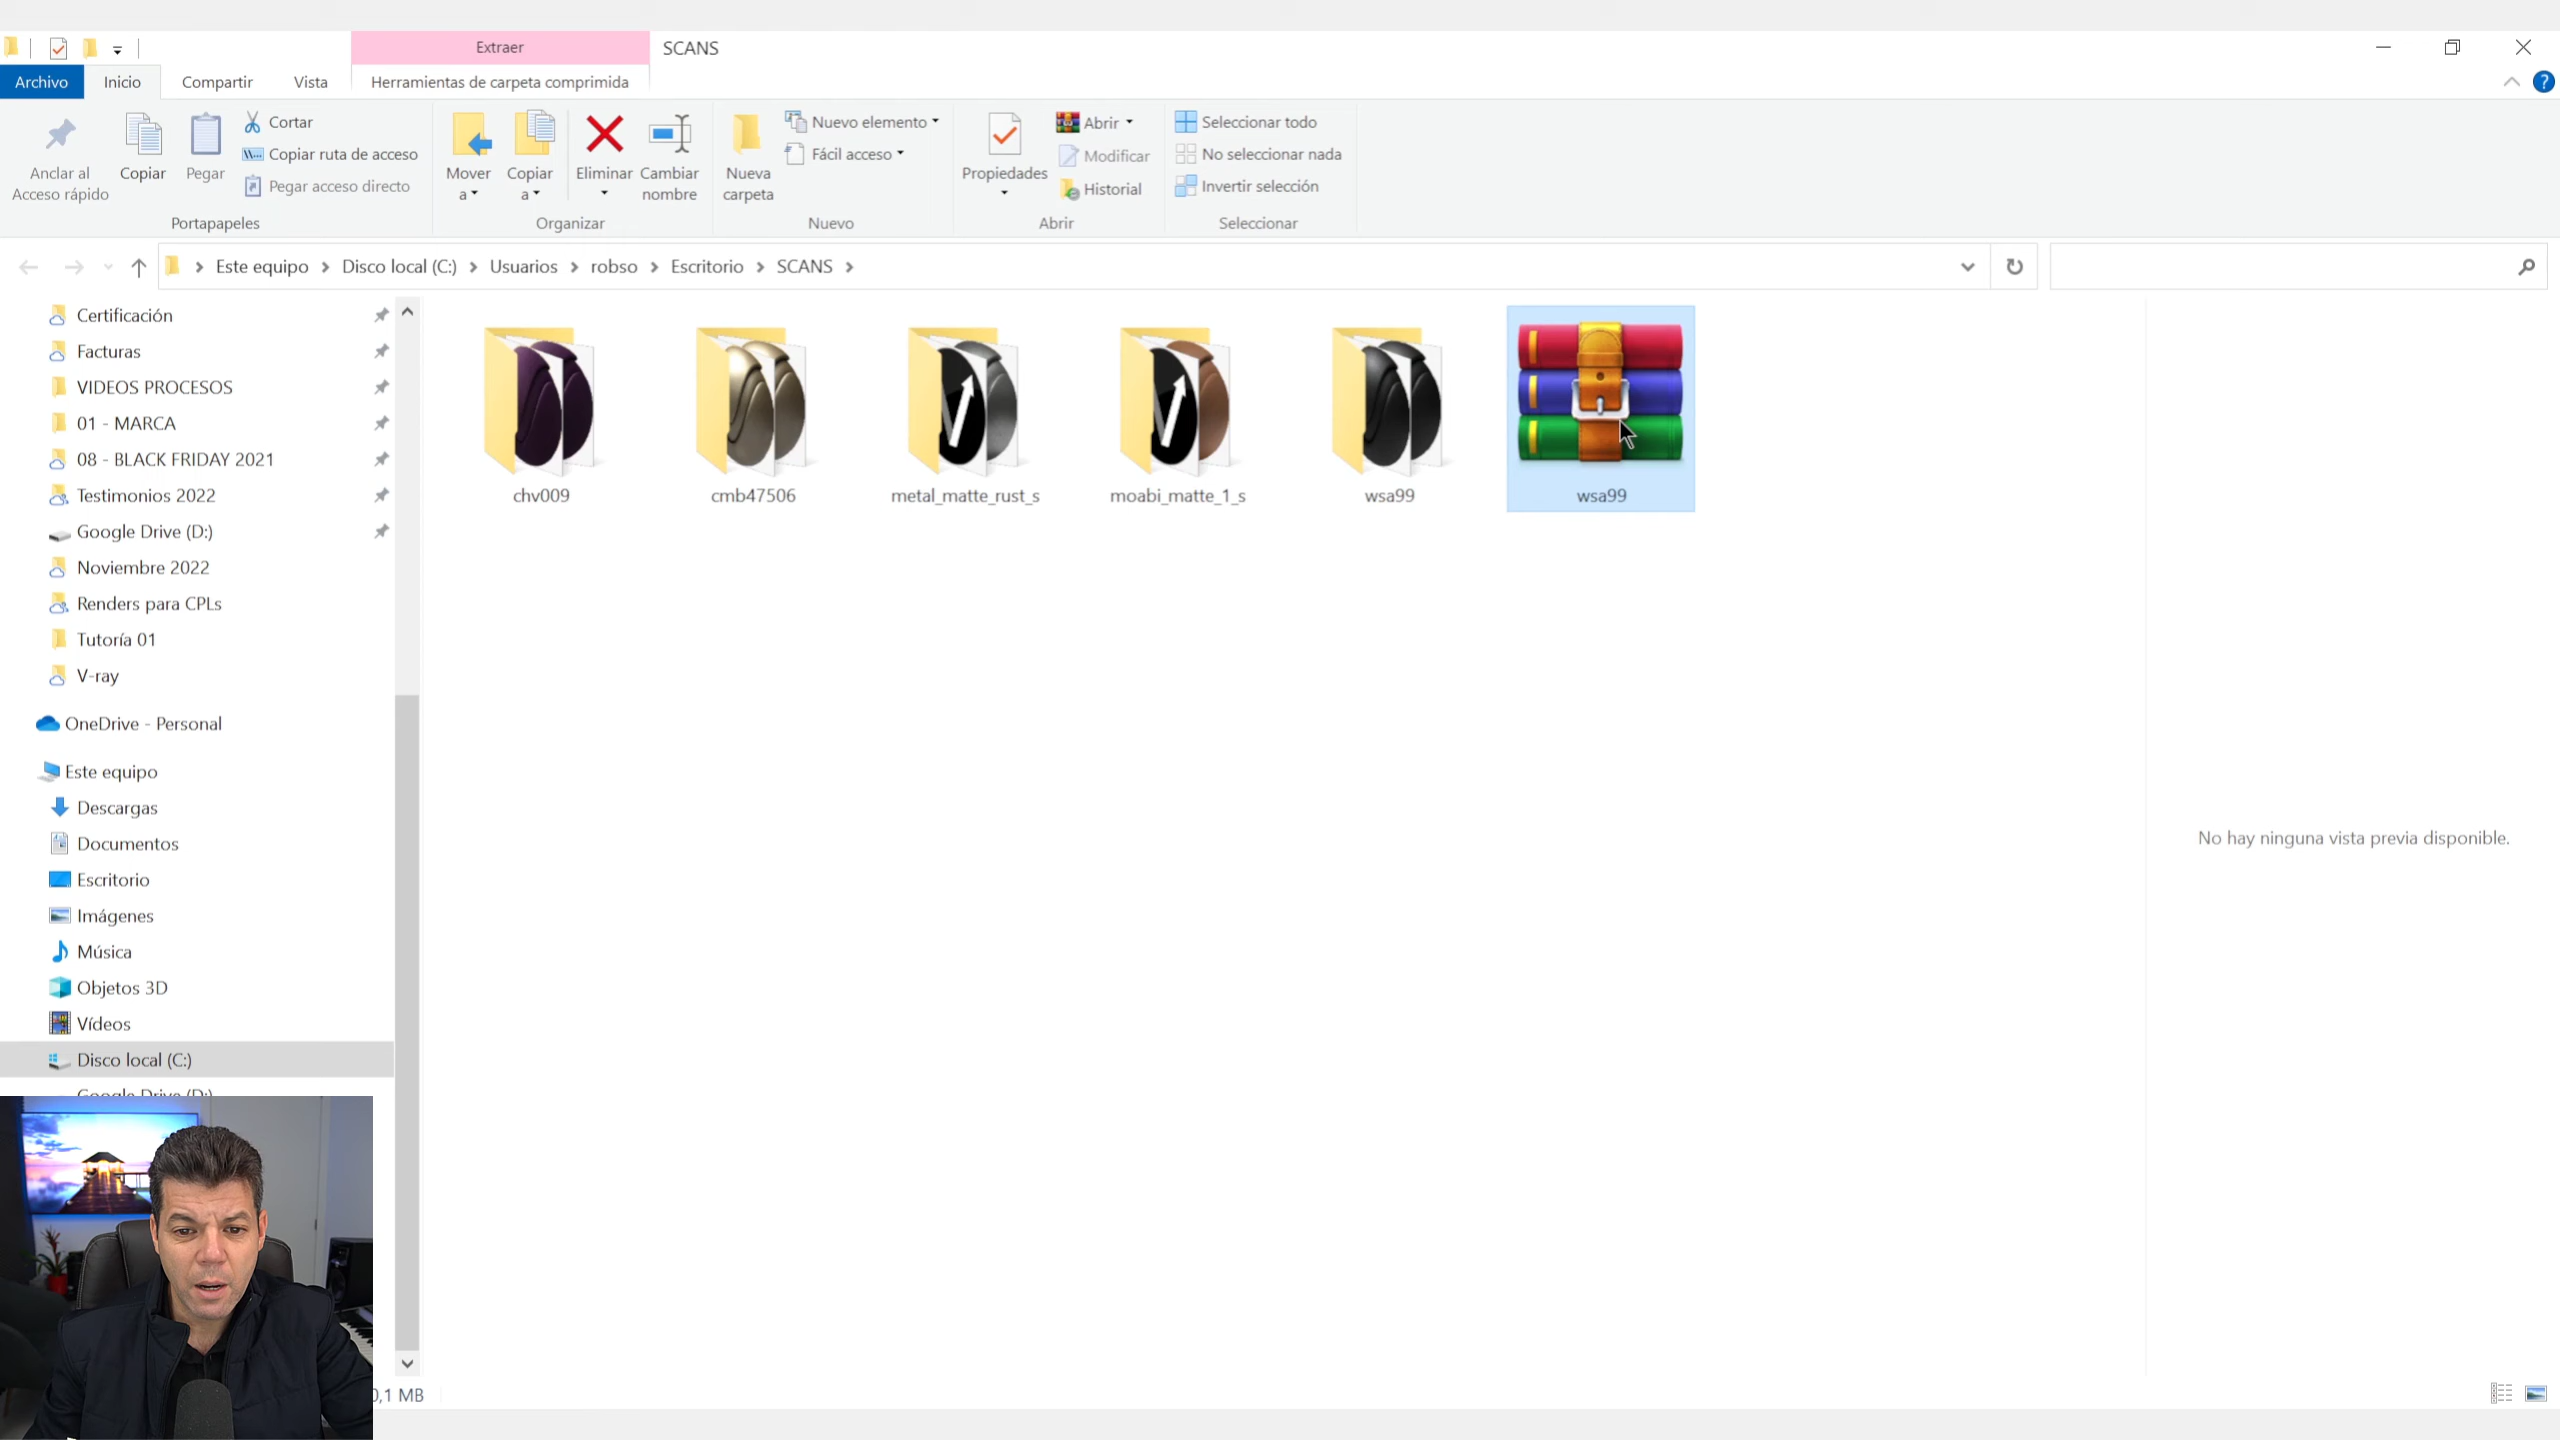 Extraer
SCANS
Archivo
Inicio
Compartir
Vista
Herramientas de carpeta comprimida
Anclar al
Acceso rápido
Copiar
Pegar
Cortar
Copiar ruta de acceso
Pegar acceso directo
Portapapeles
Mover
a
Copiar
a
Eliminar
Cambiar
nombre
Organizar
Nueva
carpeta
Nuevo elemento
Fácil acceso
Nuevo
Propiedades
Abrir
Modificar
Historial
Abrir
Seleccionar todo
No seleccionar nada
Invertir selección
Seleccionar
Este equipo > Disco local (C:) > Usuarios > robso > Escritorio > SCANS >
Certificación
Facturas
VIDEOS PROCESOS
01 - MARCA
08 - BLACK FRIDAY 2021
Testimonios 2022
Google Drive (D:)
Noviembre 2022
Renders para CPLs
Tutoría 01
V-ray
OneDrive - Personal
Este equipo
Descargas
Documentos
Escritorio
Imágenes
Música
Objetos 3D
Vídeos
Disco local (C:)
Google Drive (D:)
chv009
cmb47506
metal_matte_rust_s
moabi_matte_1_s
wsa99
wsa99
No hay ninguna vista previa disponible.
0,1 MB